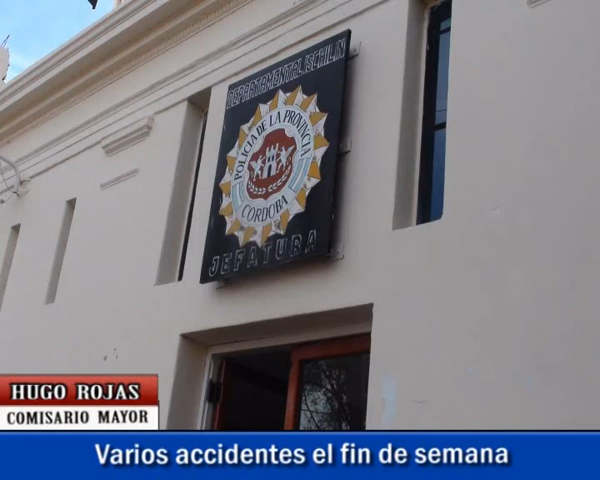 DEPARTAMENTAL ISCHILIN
POLICIA DE LA PROVINCIA
CORDOBA
JEFATURA
HUGO ROJAS
COMISARIO MAYOR
Varios accidentes el fin de semana